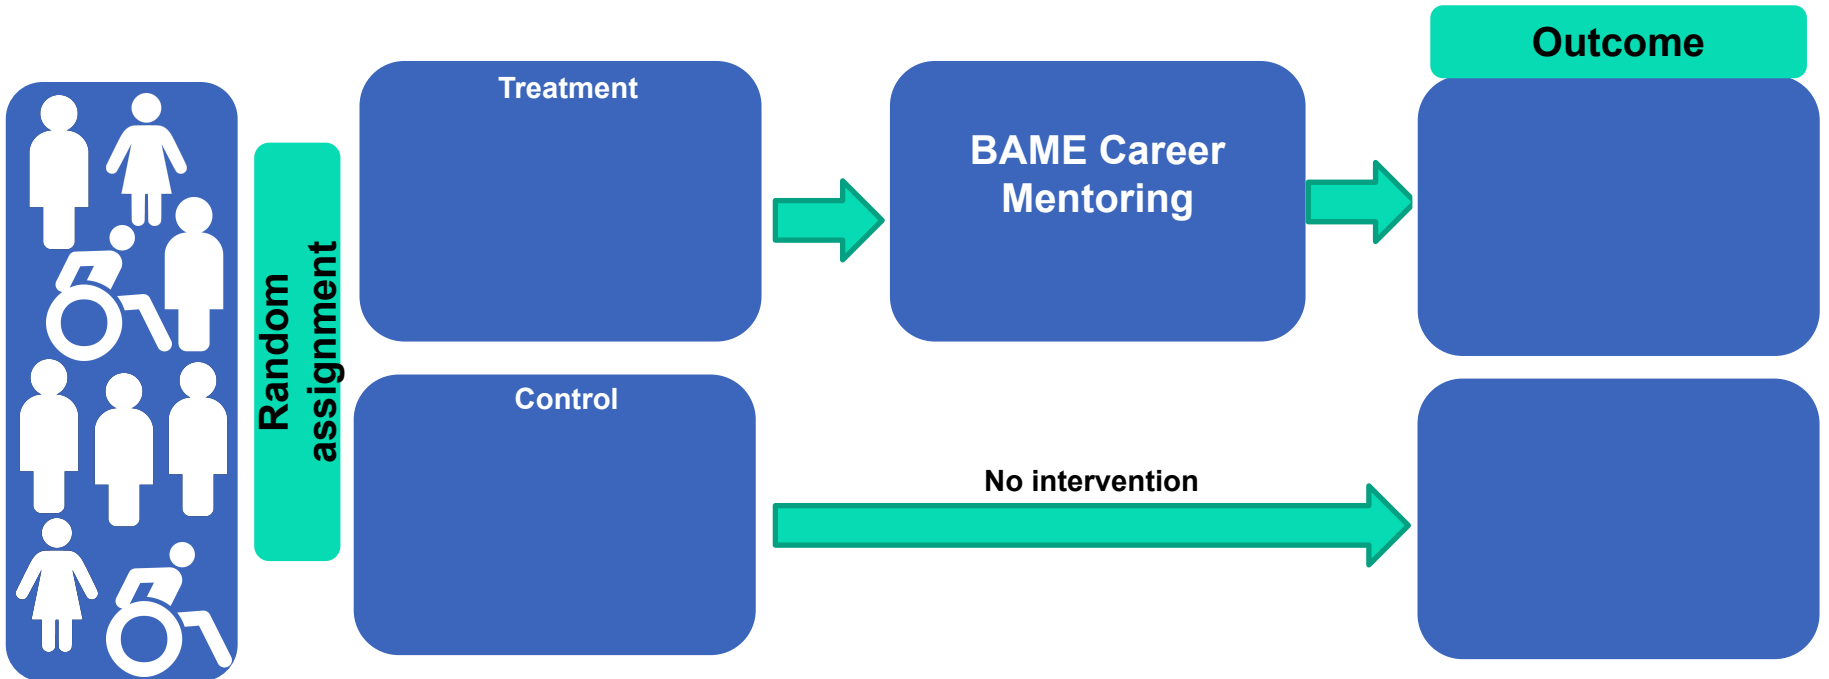 Outcome
Treatment
BAME Career
Mentoring
Random
assignment
Control
No intervention